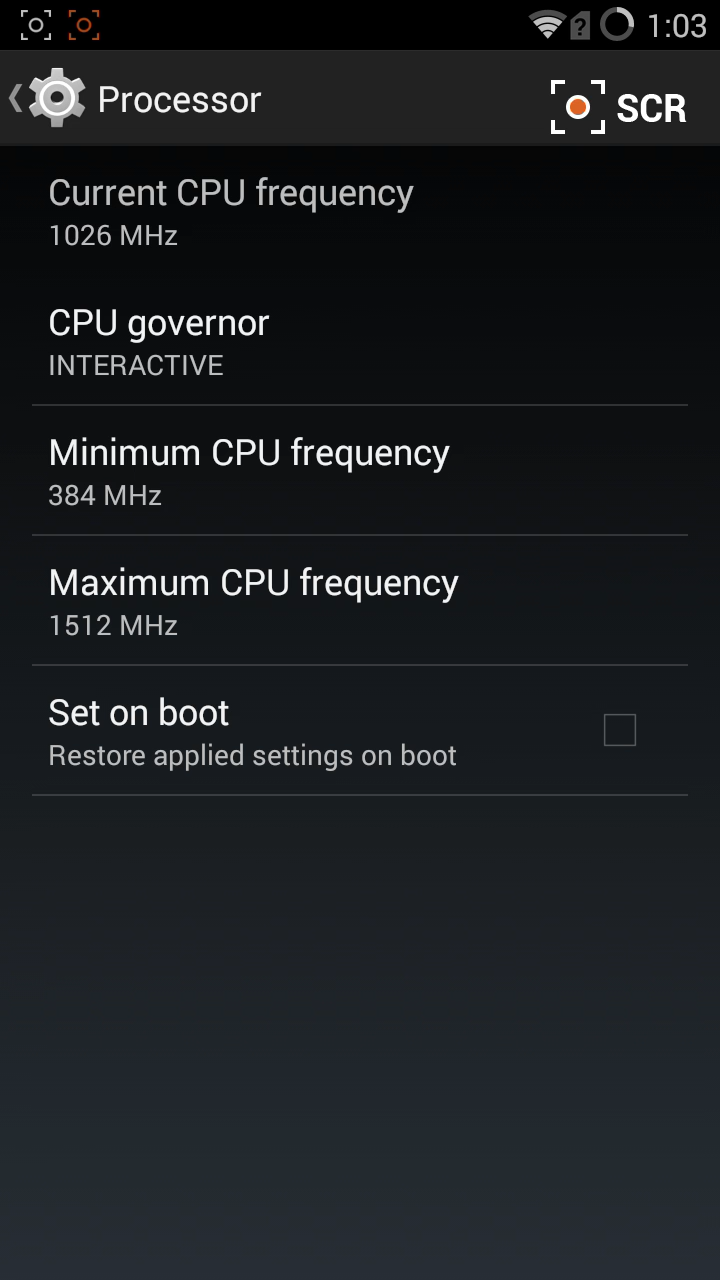 1:03
Processor
SCR
Current CPU frequency
1026 MHz
CPU governor
INTERACTIVE
Minimum CPU frequency
384 MHz
Maximum CPU frequency
1512 MHz
Set on boot
Restore applied settings on boot